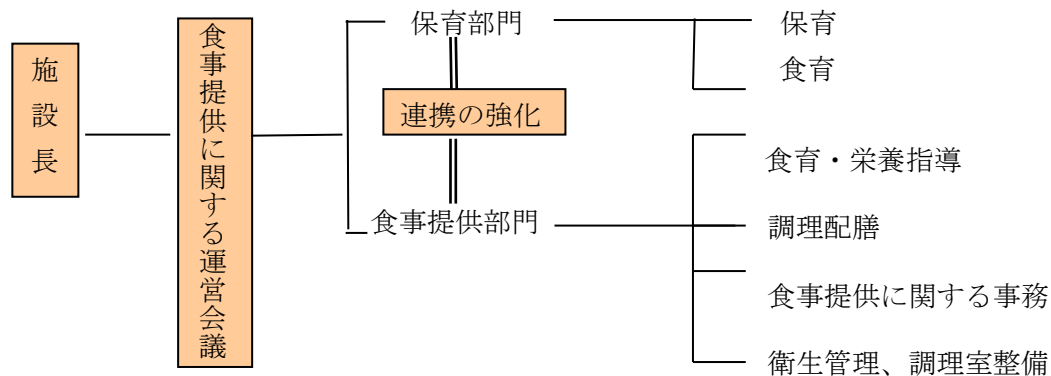 施設長
食事提供に関する運営会議
保育部門
連携の強化
食事提供部門
保育
食育
食育・栄養指導
調理配膳
食事提供に関する事務
衛生管理、調理室整備